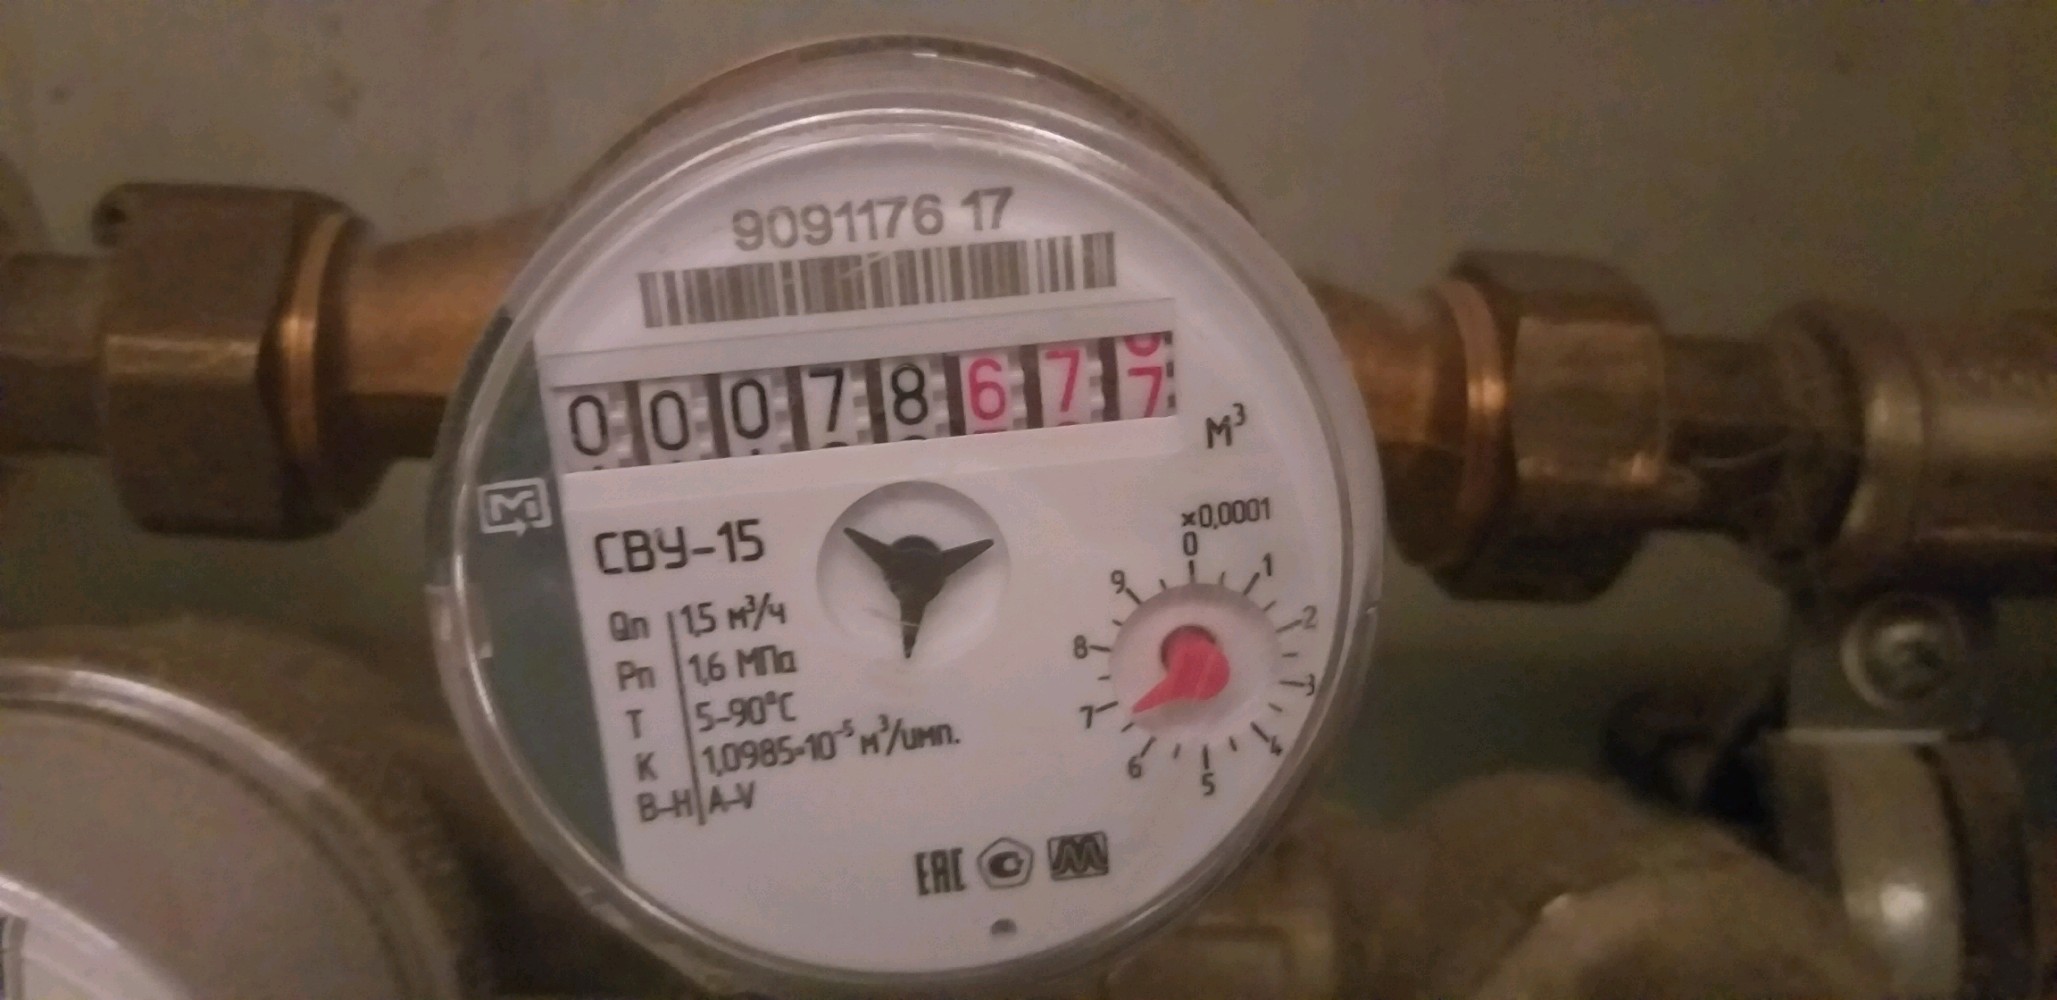 9091176 17
00078677
М³
СВУ-15
×0,0001
0
1
2
3
4
5
6
7
8
9
Qn 1,5 м³/ч
Pn 1,6 МПа
T 5-90°C
K 1,0985*10⁻⁵ м³/имп.
B-H A-V
ЕАС